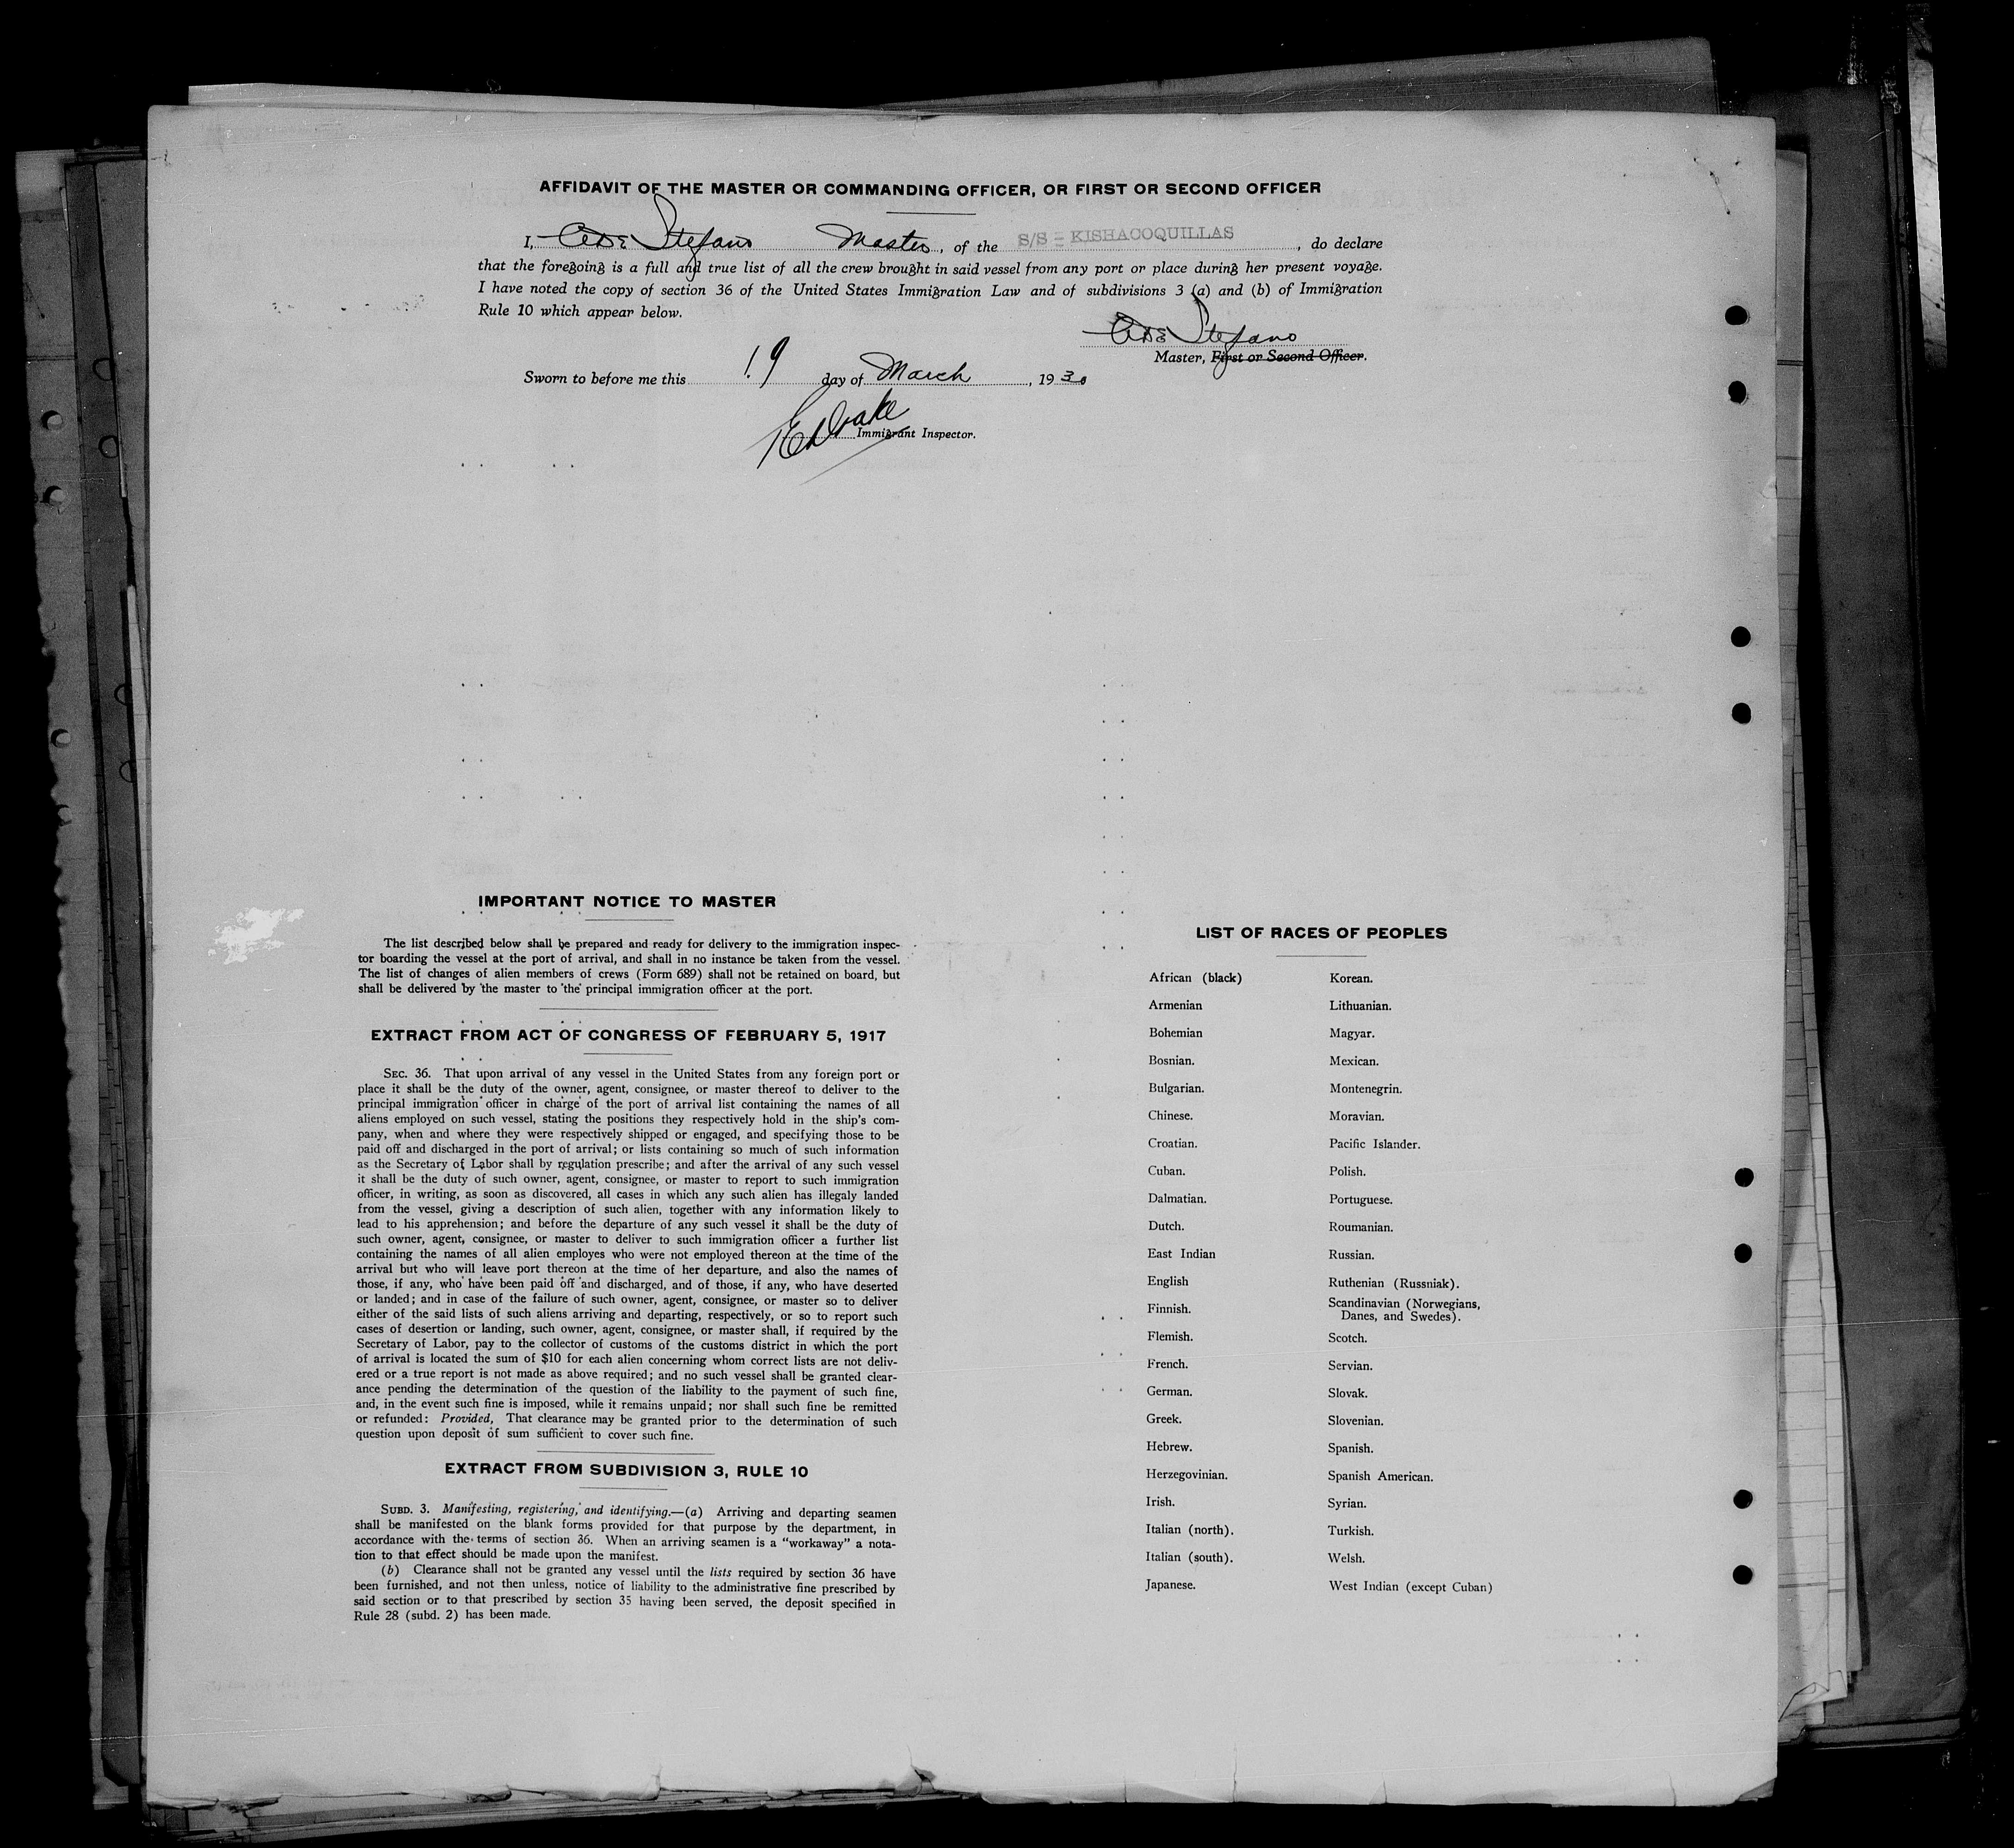 AFFIDAVIT OF THE MASTER OR COMMANDING OFFICER, OR FIRST OR SECOND OFFICER
I, Stefano Master, of the S/S - KISHACOQUILLAS, do declare
that the foregoing is a full and true list of all the crew brought in said vessel from any port or place during her present voyage.
I have noted the copy of section 36 of the United States Immigration Law and of subdivisions 3 (a) and (b) of Immigration
Rule 10 which appear below.
Stefano
Master, First or Second Officer.
Sworn to before me this 19 day of March, 1930
Immigrant Inspector.
IMPORTANT NOTICE TO MASTER
The list described below shall be prepared and ready for delivery to the immigration inspec-
tor boarding the vessel at the port of arrival, and shall in no instance be taken from the vessel.
The list of changes of alien members of crews (Form 689) shall not be retained on board, but
shall be delivered by the master to the principal immigration officer at the port.
EXTRACT FROM ACT OF CONGRESS OF FEBRUARY 5, 1917
SEC. 36. That upon arrival of any vessel in the United States from any foreign port or
place it shall be the duty of the owner, agent, consignee, or master thereof to deliver to the
principal immigration officer in charge of the port of arrival list containing the names of all
aliens employed on such vessel, stating the positions they respectively hold in the ship's com-
pany, when and where they were respectively shipped or engaged, and specifying those to be
paid off and discharged in the port of arrival; or lists containing so much of such information
as the Secretary of Labor shall by regulation prescribe; and after the arrival of any such vessel
it shall be the duty of such owner, agent, consignee, or master to report to such immigration
officer, in writing, as soon as discovered, all cases in which any such alien has illegaly landed
from the vessel, giving a description of such alien, together with any information likely to
lead to his apprehension; and before the departure of any such vessel it shall be the duty of
such owner, agent, consignee, or master to deliver to such immigration officer a further list
containing the names of all alien employes who were not employed thereon at the time of the
arrival but who will leave port thereon at the time of her departure, and also the names of
those, if any, who have been paid off and discharged, and of those, if any, who have deserted
or landed; and in case of the failure of such owner, agent, consignee, or master so to deliver
either of the said lists of such aliens arriving and departing, respectively, or so to report such
cases of desertion or landing, such owner, agent, consignee, or master shall, if required by the
Secretary of Labor, pay to the collector of customs of the customs district in which the port
of arrival is located the sum of $10 for each alien concerning whom correct lists are not deliv-
ered or a true report is not made as above required; and no such vessel shall be granted clear-
ance pending the determination of the question of the liability to the payment of such fine,
and, in the event such fine is imposed, while it remains unpaid; nor shall such fine be remitted
or refunded: Provided, That clearance may be granted prior to the determination of such
question upon deposit of sum sufficient to cover such fine.
EXTRACT FROM SUBDIVISION 3, RULE 10
SUBD. 3. Manifesting, registering, and identifying.—(a) Arriving and departing seamen
shall be manifested on the blank forms provided for that purpose by the department, in
accordance with the terms of section 36. When an arriving seamen is a "workaway" a nota-
tion to that effect should be made upon the manifest.
(b) Clearance shall not be granted any vessel until the lists required by section 36 have
been furnished, and not then unless, notice of liability to the administrative fine prescribed by
said section or to that prescribed by section 35 having been served, the deposit specified in
Rule 28 (subd. 2) has been made.
LIST OF RACES OF PEOPLES
African (black)
Armenian
Bohemian
Bosnian.
Bulgarian.
Chinese.
Croatian.
Cuban.
Dalmatian.
Dutch.
East Indian
English
Finnish.
Flemish.
French.
German.
Greek.
Hebrew.
Herzegovinian.
Irish.
Italian (north).
Italian (south).
Japanese.
Korean.
Lithuanian.
Magyar.
Mexican.
Montenegrin.
Moravian.
Pacific Islander.
Polish.
Portuguese.
Roumanian.
Russian.
Ruthenian (Russniak).
Scandinavian (Norwegians,
Danes, and Swedes).
Scotch.
Servian.
Slovak.
Slovenian.
Spanish.
Spanish American.
Syrian.
Turkish.
Welsh.
West Indian (except Cuban)